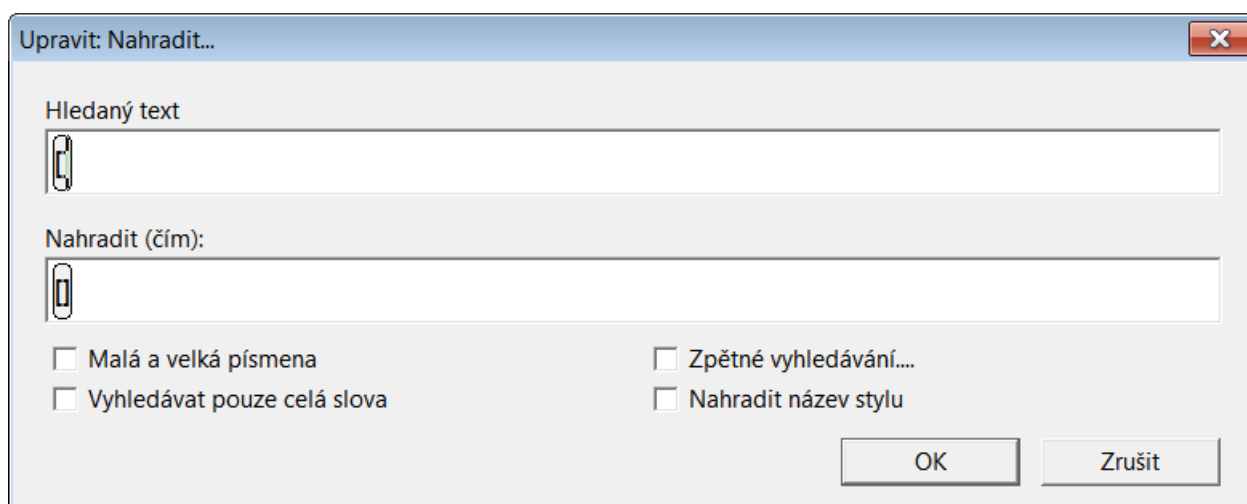 Upravit: Nahradit...
Hledaný text
Nahradit (čím):
Malá a velká písmena
Zpětné vyhledávání....
Vyhledávat pouze celá slova
Nahradit název stylu
OK
Zrušit